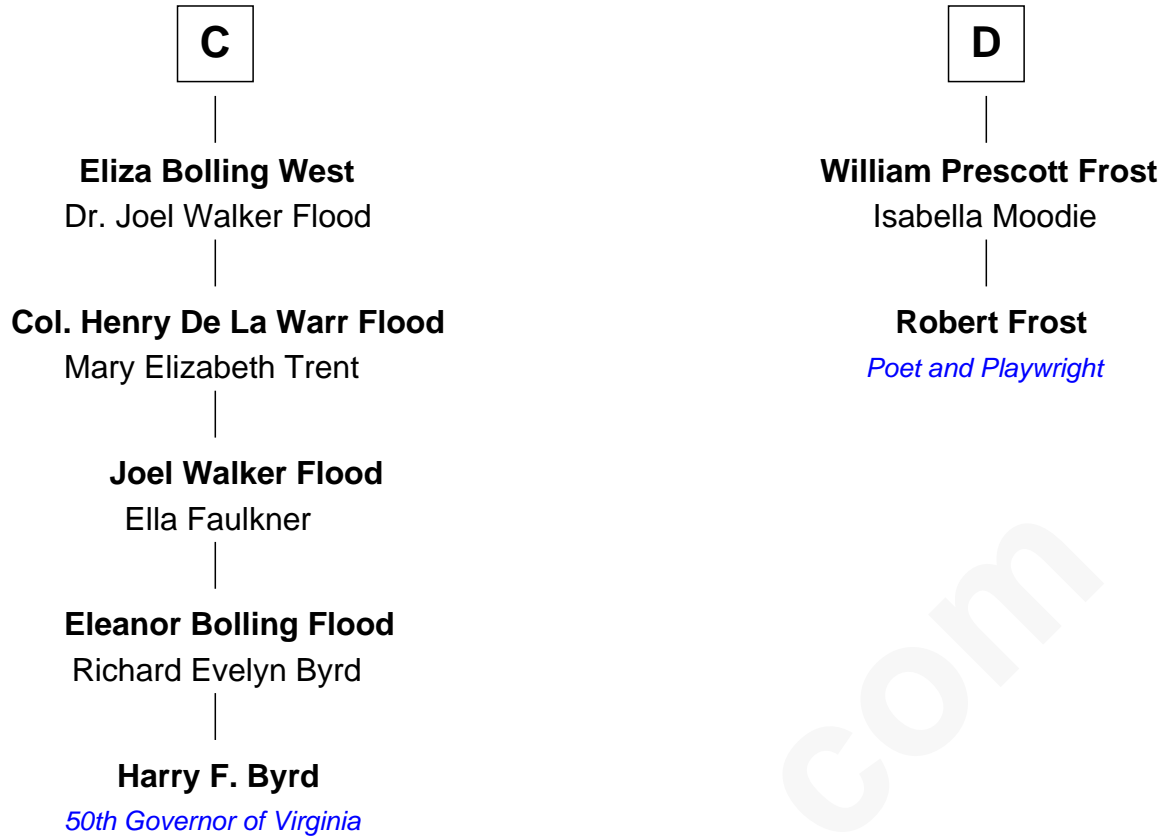 C
Eliza Bolling West
Dr. Joel Walker Flood
Col. Henry De La Warr Flood
Mary Elizabeth Trent
Joel Walker Flood
Ella Faulkner
Eleanor Bolling Flood
Richard Evelyn Byrd
Harry F. Byrd
50th Governor of Virginia
D
William Prescott Frost
Isabella Moodie
Robert Frost
Poet and Playwright
com